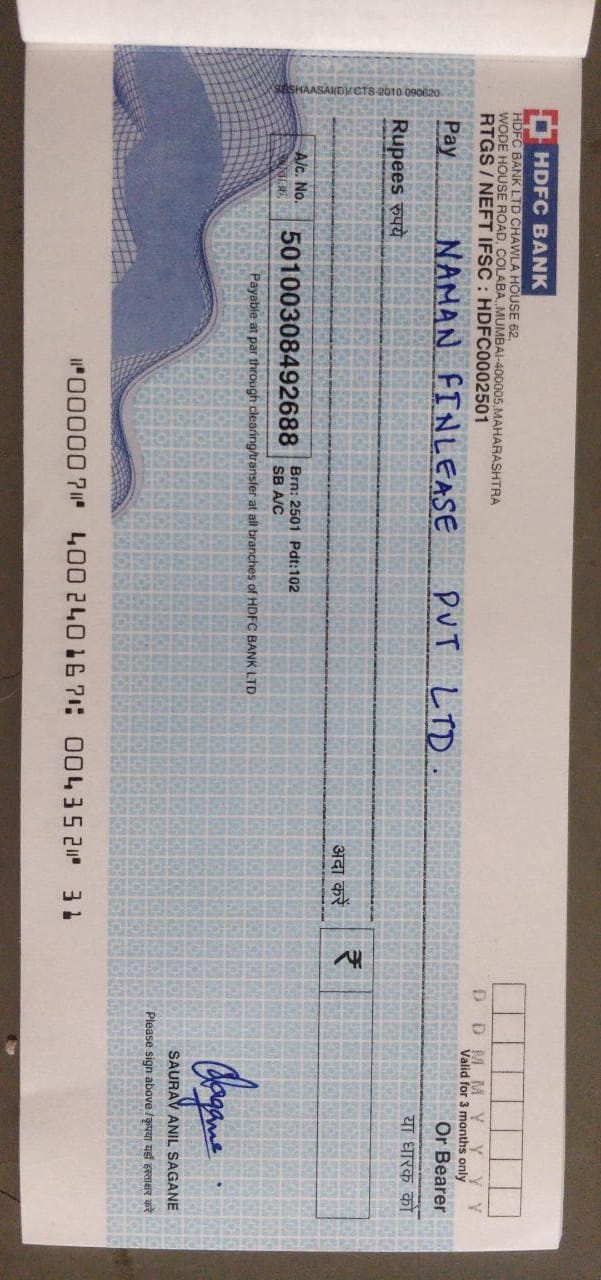 HDFC BANK
HDFC BANK LTD CHAWLA HOUSE 62,
WODE HOUSE ROAD, COLABA, MUMBAI-400005,MAHARASHTRA
RTGS / NEFT IFSC : HDFC0002501
D D M M Y Y Y Y
Valid for 3 months only
Pay NAMAN FINLEASE PVT LTD. Or Bearer
या धारक को
Rupees रुपये
अदा करें ₹
A/c. No. 50100308492688
Brn: 2501 Pdt:102
SB A/C
Payable at par through clearing/transfer at all branches of HDFC BANK LTD
CTS-2010 090620
SAURAV ANIL SAGANE
Please sign above / कृपया यहाँ हस्ताक्षर करें
⑈000007⑈ 400240167⑆ 004352⑈ 31